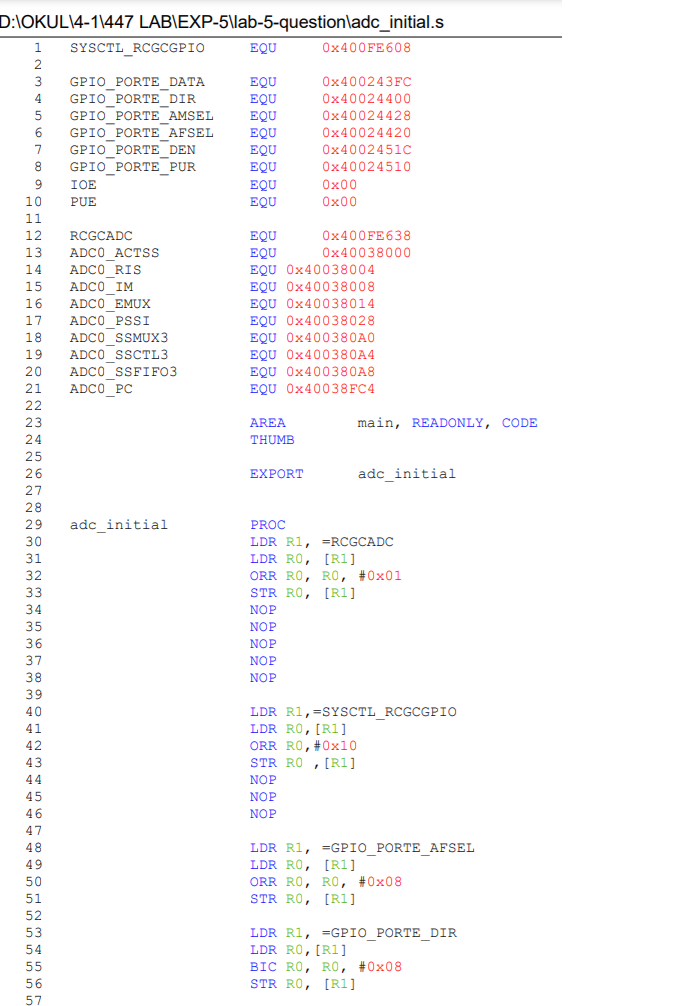 D:\OKUL\4-1\447 LAB\EXP-5\lab-5-question\adc_initial.s
1 SYSCTL_RCGCGPIO EQU 0x400FE608
2
3 GPIO_PORTE_DATA EQU 0x400243FC
4 GPIO_PORTE_DIR EQU 0x40024400
5 GPIO_PORTE_AMSEL EQU 0x40024428
6 GPIO_PORTE_AFSEL EQU 0x40024420
7 GPIO_PORTE_DEN EQU 0x4002451C
8 GPIO_PORTE_PUR EQU 0x40024510
9 IOE EQU 0x00
10 PUE EQU 0x00
11
12 RCGCADC EQU 0x400FE638
13 ADC0_ACTSS EQU 0x40038000
14 ADC0_RIS EQU 0x40038004
15 ADC0_IM EQU 0x40038008
16 ADC0_EMUX EQU 0x40038014
17 ADC0_PSSI EQU 0x40038028
18 ADC0_SSMUX3 EQU 0x400380A0
19 ADC0_SSCTL3 EQU 0x400380A4
20 ADC0_SSFIFO3 EQU 0x400380A8
21 ADC0_PC EQU 0x40038FC4
22
23 AREA main, READONLY, CODE
24 THUMB
25
26 EXPORT adc_initial
27
28
29 adc_initial PROC
30 LDR R1, =RCGCADC
31 LDR R0, [R1]
32 ORR R0, R0, #0x01
33 STR R0, [R1]
34 NOP
35 NOP
36 NOP
37 NOP
38 NOP
39
40 LDR R1,=SYSCTL_RCGCGPIO
41 LDR R0,[R1]
42 ORR R0,#0x10
43 STR R0 ,[R1]
44 NOP
45 NOP
46 NOP
47
48 LDR R1, =GPIO_PORTE_AFSEL
49 LDR R0, [R1]
50 ORR R0, R0, #0x08
51 STR R0, [R1]
52
53 LDR R1, =GPIO_PORTE_DIR
54 LDR R0,[R1]
55 BIC R0, R0, #0x08
56 STR R0, [R1]
57